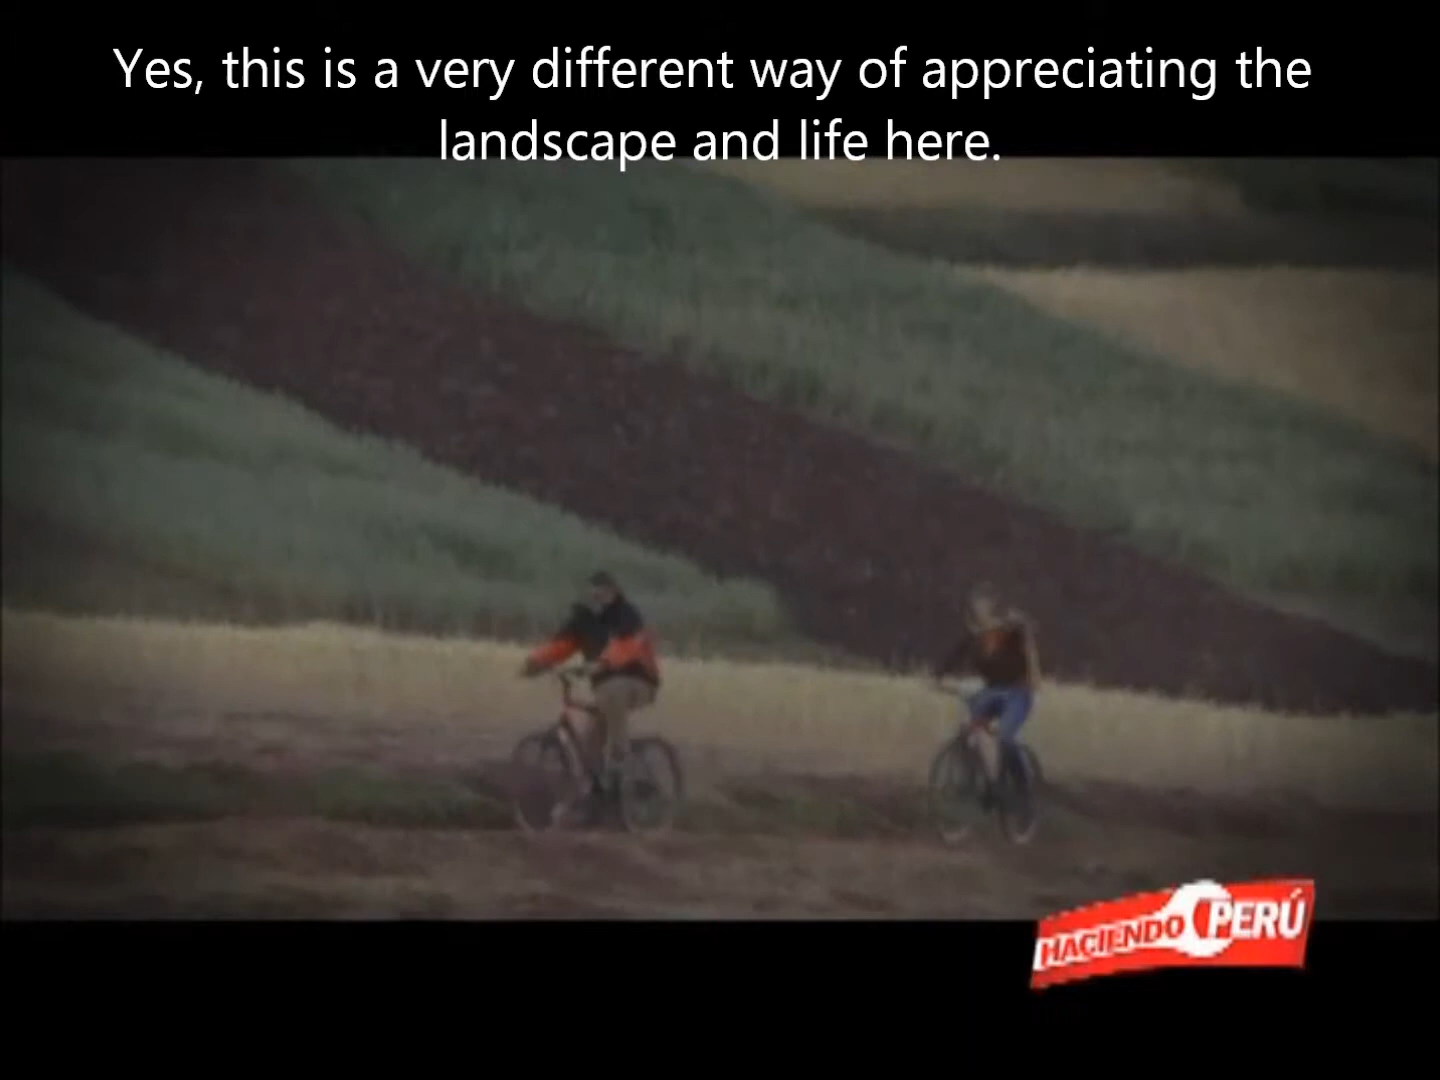 Yes, this is a very different way of appreciating the
landscape and life here.
HACIENDO PERÚ